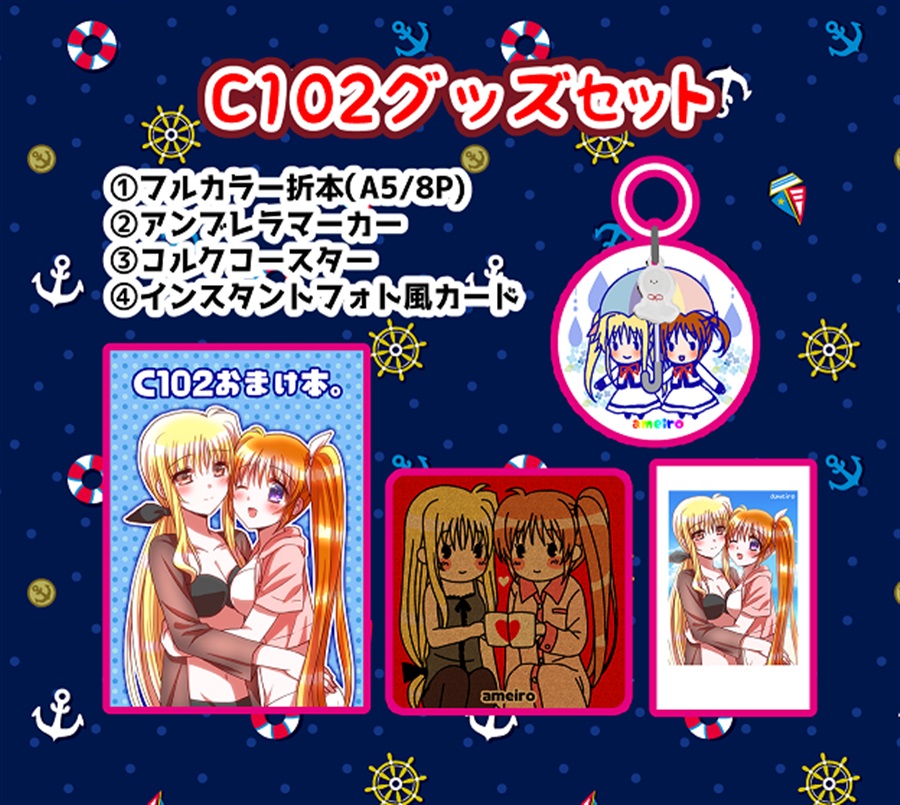 C102グッズセット
①フルカラー折本(A5/8P)
②アンブレラマーカー
③コルクコースター
④インスタントフォト風カード
C102おまけ本。
ameiro
ameiro
ameiro